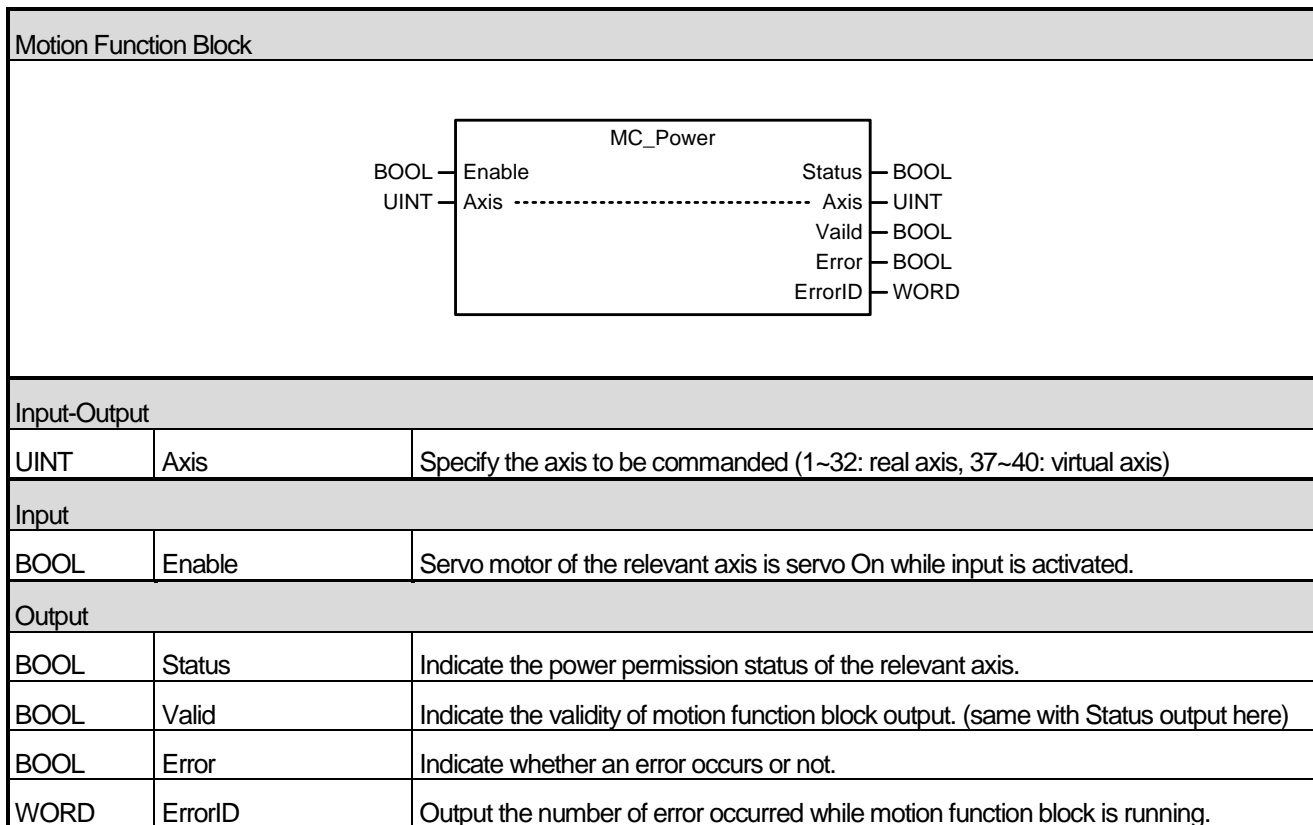 Motion Function Block
MC_Power
BOOL Enable Status BOOL
UINT Axis Axis UINT
Vaild BOOL
Error BOOL
ErrorID WORD
Input-Output
UINT Axis Specify the axis to be commanded (1~32: real axis, 37~40: virtual axis)
Input
BOOL Enable Servo motor of the relevant axis is servo On while input is activated.
Output
BOOL Status Indicate the power permission status of the relevant axis.
BOOL Valid Indicate the validity of motion function block output. (same with Status output here)
BOOL Error Indicate whether an error occurs or not.
WORD ErrorID Output the number of error occurred while motion function block is running.